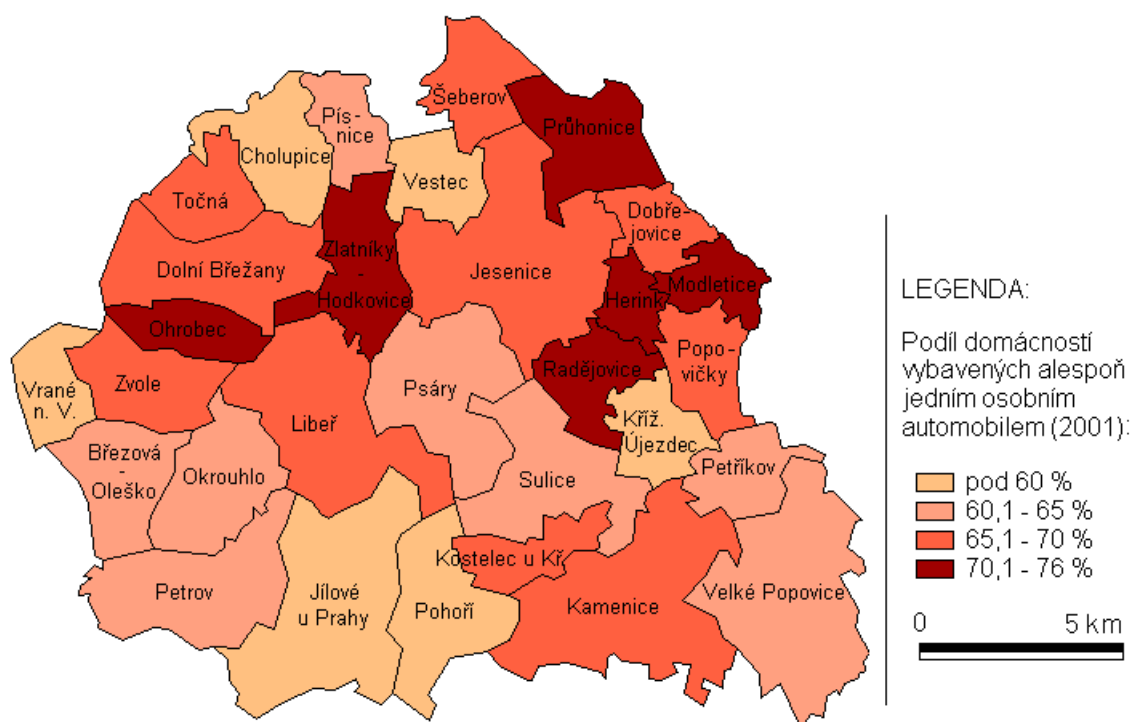 Šeberov
Pís-
nice
Průhonice
Cholupice
Vestec
Točná
Dobře-
jovice
Zlatníky
-
Hodkovice
Dolní Břežany
Jesenice
Modletice
Herink
Ohrobec
Popo-
vičky
Radějovice
Psáry
Zvole
Vrané
n. V.
Libeř
Kříž.
Újezdec
Březová
-
Oleško
Okrouhlo
Petříkov
Sulice
Kostelec u Kř.
Petrov
Jílové
u Prahy
Pohoří
Kamenice
Velké Popovice
LEGENDA:
Podíl domácností
vybavených alespoň
jedním osobním
automobilem (2001):
pod 60 %
60,1 - 65 %
65,1 - 70 %
70,1 - 76 %
0 5 km